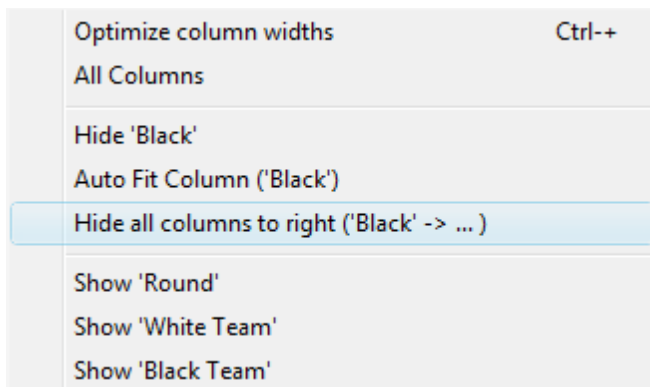 Optimize column widths Ctrl-+
All Columns
Hide 'Black'
Auto Fit Column ('Black')
Hide all columns to right ('Black' -> ... )
Show 'Round'
Show 'White Team'
Show 'Black Team'